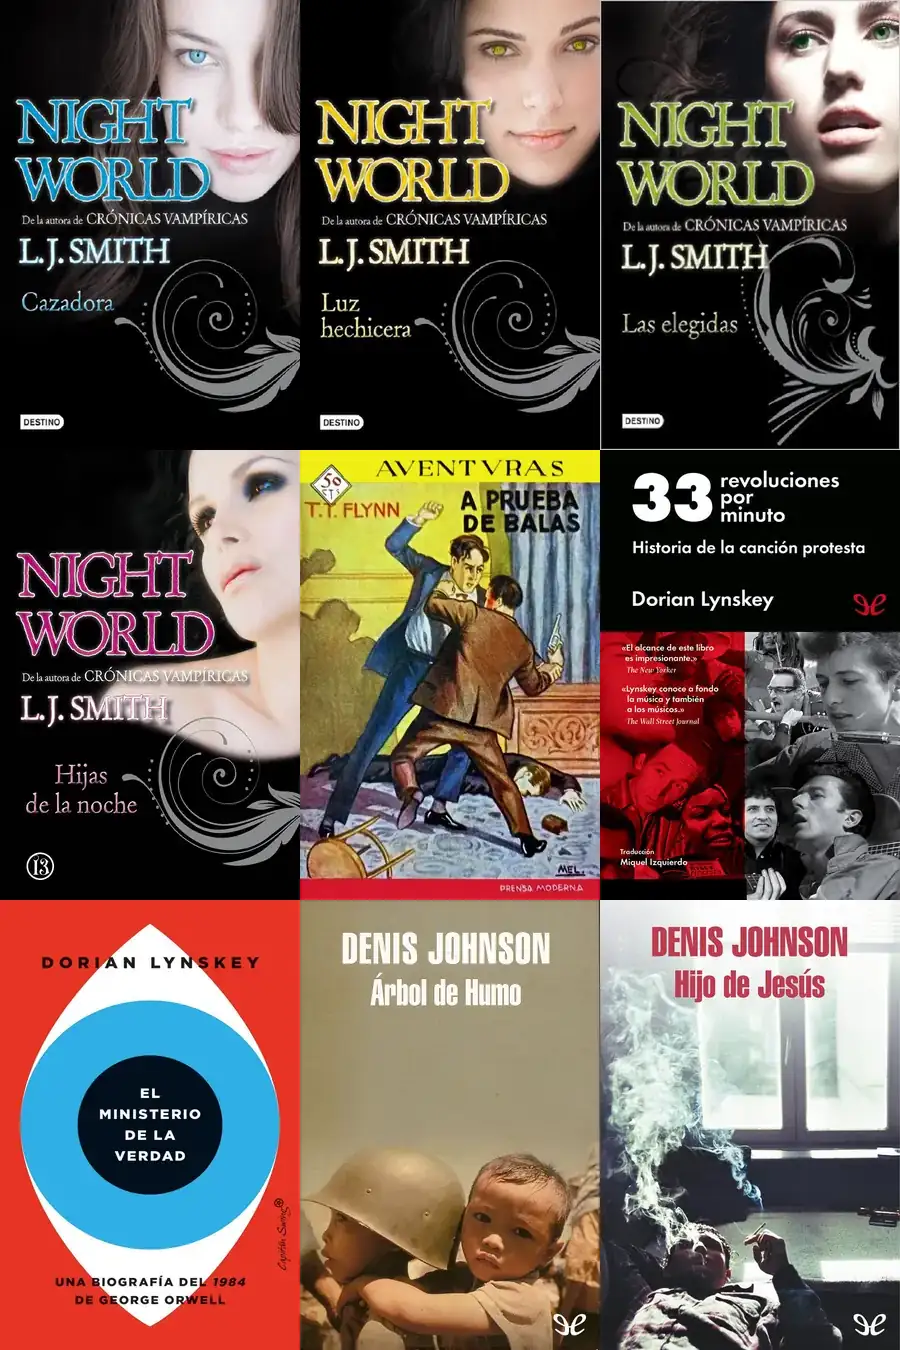 NIGHT
WORLD
De la autora de CRÓNICAS VAMPÍRICAS
L.J. SMITH
Cazadora
DESTINO
NIGHT
WORLD
De la autora de CRÓNICAS VAMPÍRICAS
L.J. SMITH
Luz
hechicera
DESTINO
NIGHT
WORLD
De la autora de CRÓNICAS VAMPÍRICAS
L.J. SMITH
Las elegidas
DESTINO
NIGHT
WORLD
De la autora de CRÓNICAS VAMPÍRICAS
L.J. SMITH
Hijas
de la noche
13
AVENTVRAS
50
CTS
T.T. FLYNN
A PRUEBA
DE BALAS
MEL.
PRENSA MODERNA
33 revoluciones
por
minuto
Historia de la canción protesta
Dorian Lynskey
«El alcance de este libro
es impresionante.»
The New Yorker
«Lynskey conoce a fondo
la música y también
a los músicos.»
The Wall Street Journal
Traducción
Miquel Izquierdo
DORIAN LYNSKEY
EL
MINISTERIO
DE LA
VERDAD
Capitán Swing
UNA BIOGRAFÍA DEL 1984
DE GEORGE ORWELL
DENIS JOHNSON
Árbol de Humo
DENIS JOHNSON
Hijo de Jesús